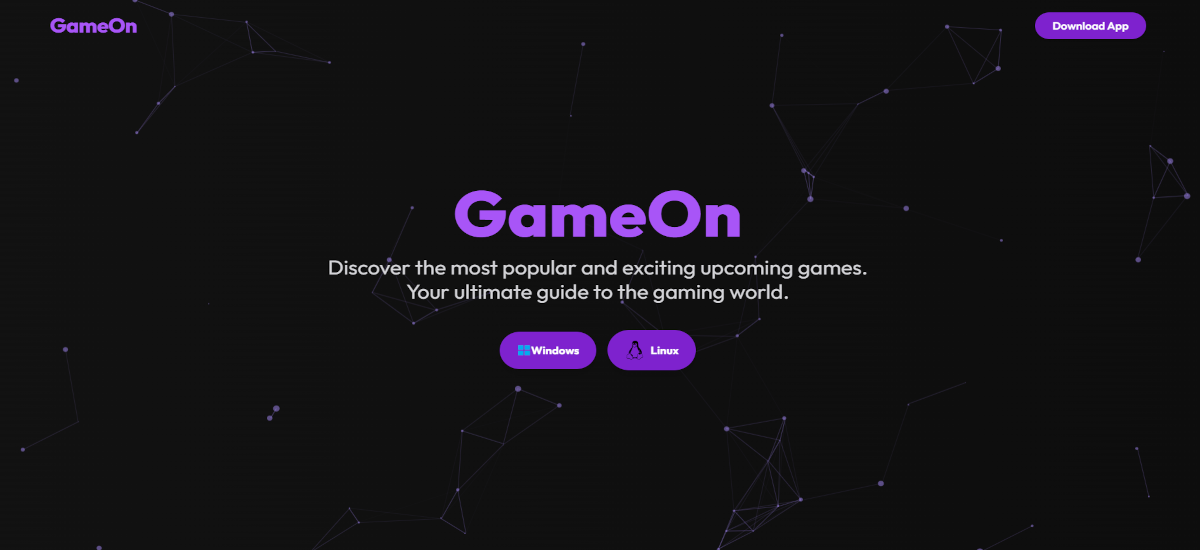 GameOn
Download App
GameOn
Discover the most popular and exciting upcoming games.
Your ultimate guide to the gaming world.
Windows
Linux